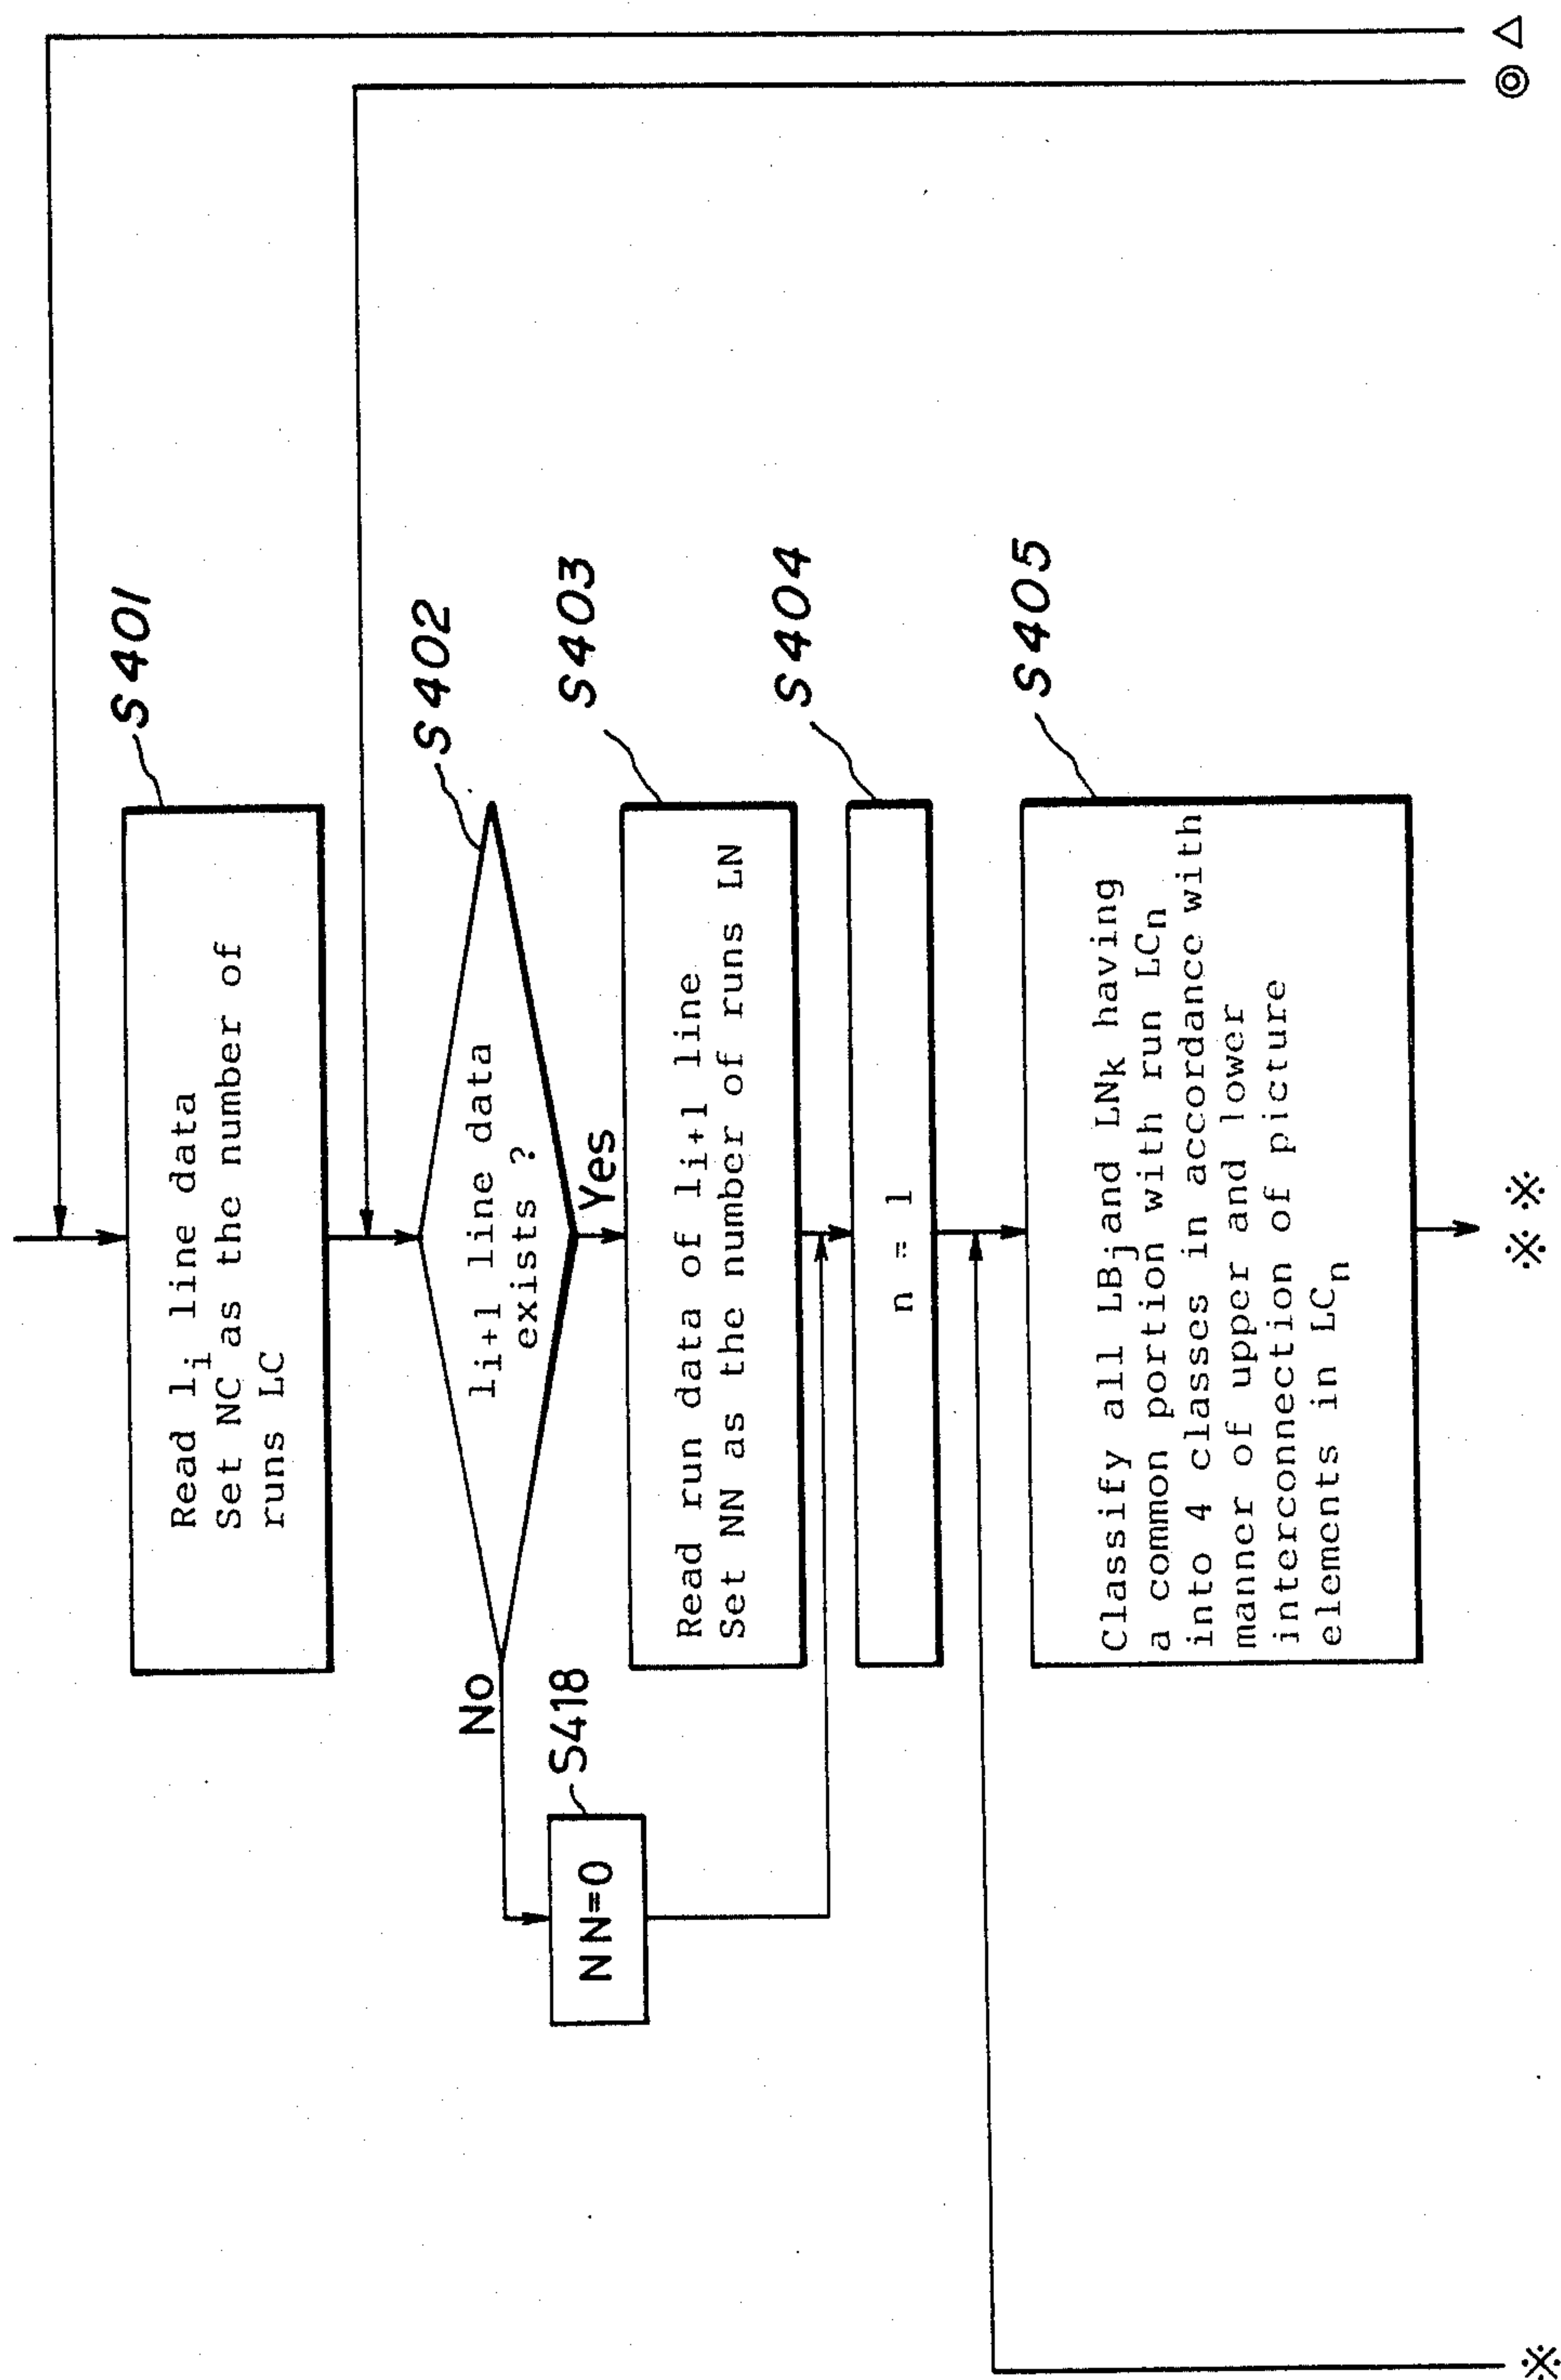 S401
Read l_i line data
Set NC as the number of
runs LC
S402
l_{i+1} line data
exists ?
No
Yes
S418
NN=0
S403
Read run data of l_{i+1} line
Set NN as the number of runs LN
S404
n = 1
S405
Classify all LB_j and LN_k having
a common portion with run LC_n
into 4 classes in accordance with
manner of upper and lower
interconnection of picture
elements in LC_n
※
※ ※
◎
△